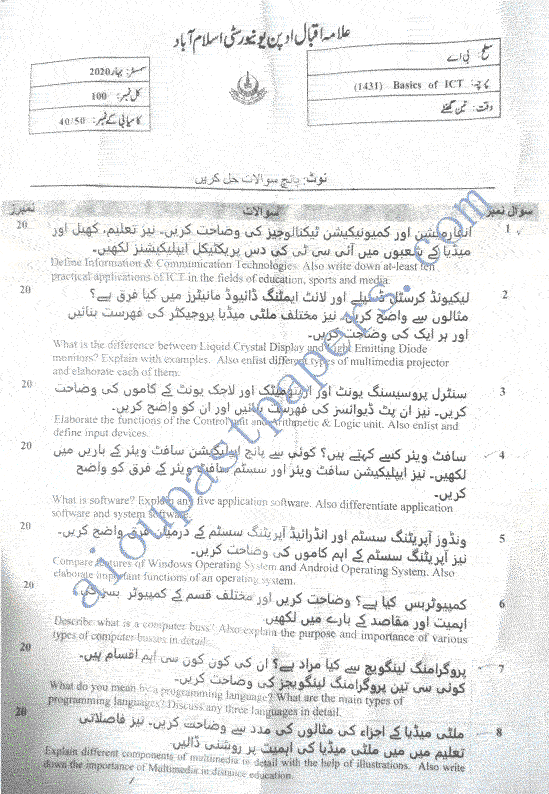 علامہ اقبال اوپن یونیورسٹی اسلام آباد
سطح: بی اے
پرچہ: Basics of ICT (1431)
وقت: تین گھنٹے
سمسٹر: بہار 2020
کل نمبر: 100
کامیابی کے نمبر: 40/50
نوٹ: پانچ سوالات حل کریں
سوال نمبر سوالات نمبرز
1 انفارمیشن اور کمیونیکیشن ٹیکنالوجیز کی وضاحت کریں۔ نیز تعلیم، کھیل اور 20
میڈیا کے شعبوں میں آئی سی ٹی کی دس پریکٹیکل ایپلیکیشنز لکھیں۔
Define Information & Communication Technologies. Also write down at-least ten
practical applications of ICT in the fields of education, sports and media.
2 لیکیوئڈ کرسٹل ڈسپلے اور لائٹ ایمٹنگ ڈائیوڈ مانیٹرز میں کیا فرق ہے؟ 20
مثالوں سے واضح کریں۔ نیز مختلف ملٹی میڈیا پروجیکٹر کی فہرست بنائیں
اور ہر ایک کی وضاحت کریں۔
What is the difference between Liquid Crystal Display and Light Emitting Diode
monitors? Explain with examples. Also enlist different types of multimedia projector
and elaborate each of them.
3 سنٹرل پروسیسنگ یونٹ اور ارتھمیٹک اور لاجک یونٹ کے کاموں کی وضاحت 20
کریں۔ نیز ان پٹ ڈیوائسز کی فہرست بنائیں اور ان کو واضح کریں۔
Elaborate the functions of the Control unit and Arithmetic & Logic unit. Also enlist and
define input devices.
4 سافٹ ویئر کسے کہتے ہیں؟ کوئی سے پانچ ایپلیکیشن سافٹ ویئر کے باریں میں 20
لکھیں۔ نیز ایپلیکیشن سافٹ ویئر اور سسٹم سافٹ ویئر کے فرق کو واضح
کریں۔
What is software? Explain any five application software. Also differentiate application
software and system software.
5 ونڈوز آپریٹنگ سسٹم اور انڈرائیڈ آپریٹنگ سسٹم کے درمیان فرق واضح کریں۔ 20
نیز آپریٹنگ سسٹم کے اہم کاموں کی وضاحت کریں۔
Compare features of Windows Operating System and Android Operating System. Also
elaborate important functions of an operating system.
6 کمپیوٹربس کیا ہے؟ وضاحت کریں اور مختلف قسم کے کمپیوٹر بسز کی 20
اہمیت اور مقاصد کے بارے میں لکھیں۔
Describe what is a computer buss? Also explain the purpose and importance of various
types of computer busses in detail.
7 پروگرامنگ لینگویج سے کیا مراد ہے؟ ان کی کون کون سی اہم اقسام ہیں۔ 20
کوئی سی تین پروگرامنگ لینگویجز کی وضاحت کریں۔
What do you mean by a programming language? What are the main types of
programming languages? Discuss any three languages in detail.
8 ملٹی میڈیا کے اجزاء کی مثالوں کی مدد سے وضاحت کریں۔ نیز فاصلاتی 20
تعلیم میں میں ملٹی میڈیا کی اہمیت پر روشنی ڈالیں
Explain different components of multimedia in detail with the help of illustrations. Also write
down the importance of Multimedia in distance education.
aioupastpapers.com